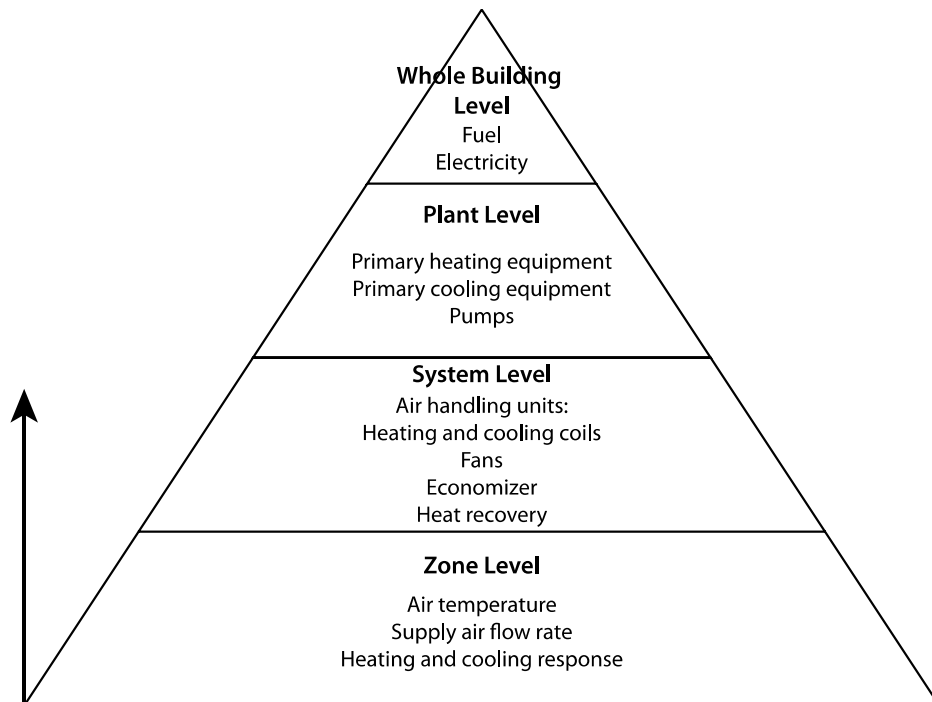 Whole Building
Level
Fuel
Electricity
Plant Level
Primary heating equipment
Primary cooling equipment
Pumps
System Level
Air handling units:
Heating and cooling coils
Fans
Economizer
Heat recovery
Zone Level
Air temperature
Supply air flow rate
Heating and cooling response